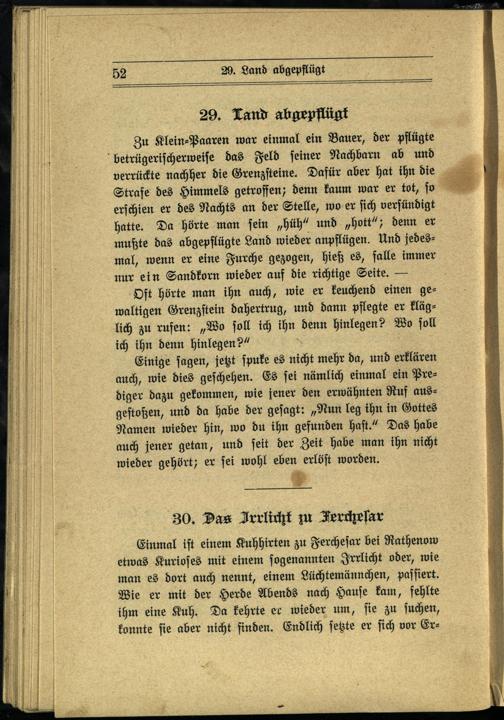 52
29. Land abgepflügt
29. Land abgepflügt
Zu Klein-Paaren war einmal ein Bauer, der pflügte
betrügerischerweise das Feld seiner Nachbarn ab und
verrückte nachher die Grenzsteine. Dafür aber hat ihn die
Strafe des Himmels getroffen; denn kaum war er tot, so
erschien er des Nachts an der Stelle, wo er sich versündigt
hatte. Da hörte man sein „hüh“ und „hott“; denn er
mußte das abgepflügte Land wieder anpflügen. Und jedes-
mal, wenn er eine Furche gezogen, hieß es, falle immer
nur ein Sandkorn wieder auf die richtige Seite. —
Oft hörte man ihn auch, wie er keuchend einen ge-
waltigen Grenzstein dahertrug, und dann pflegte er kläg-
lich zu rufen: „Wo soll ich ihn denn hinlegen? Wo soll
ich ihn denn hinlegen?“
Einige sagen, jetzt spuke es nicht mehr da, und erklären
auch, wie dies geschehen. Es sei nämlich einmal ein Pre-
diger dazu gekommen, wie jener den erwähnten Ruf aus-
gestoßen, und da habe der gesagt: „Nun leg ihn in Gottes
Namen wieder hin, wo du ihn gefunden hast.“ Das habe
auch jener getan, und seit der Zeit habe man ihn nicht
wieder gehört; er sei wohl eben erlöst worden.
30. Das Irrlicht zu Ferchesar
Einmal ist einem Kuhhirten zu Ferchesar bei Rathenow
etwas Kurioses mit einem sogenannten Irrlicht oder, wie
man es dort auch nennt, einem Lüchtemännchen, passiert.
Wie er mit der Herde Abends nach Hause kam, fehlte
ihm eine Kuh. Da kehrte er wieder um, sie zu suchen,
konnte sie aber nicht finden. Endlich setzte er sich vor Er-